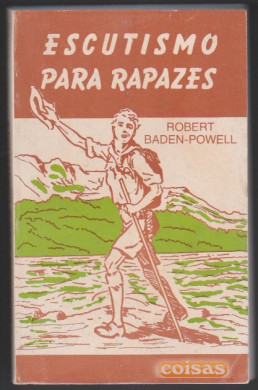 ESCUTISMO
PARA RAPAZES
ROBERT
BADEN-POWELL
coisas